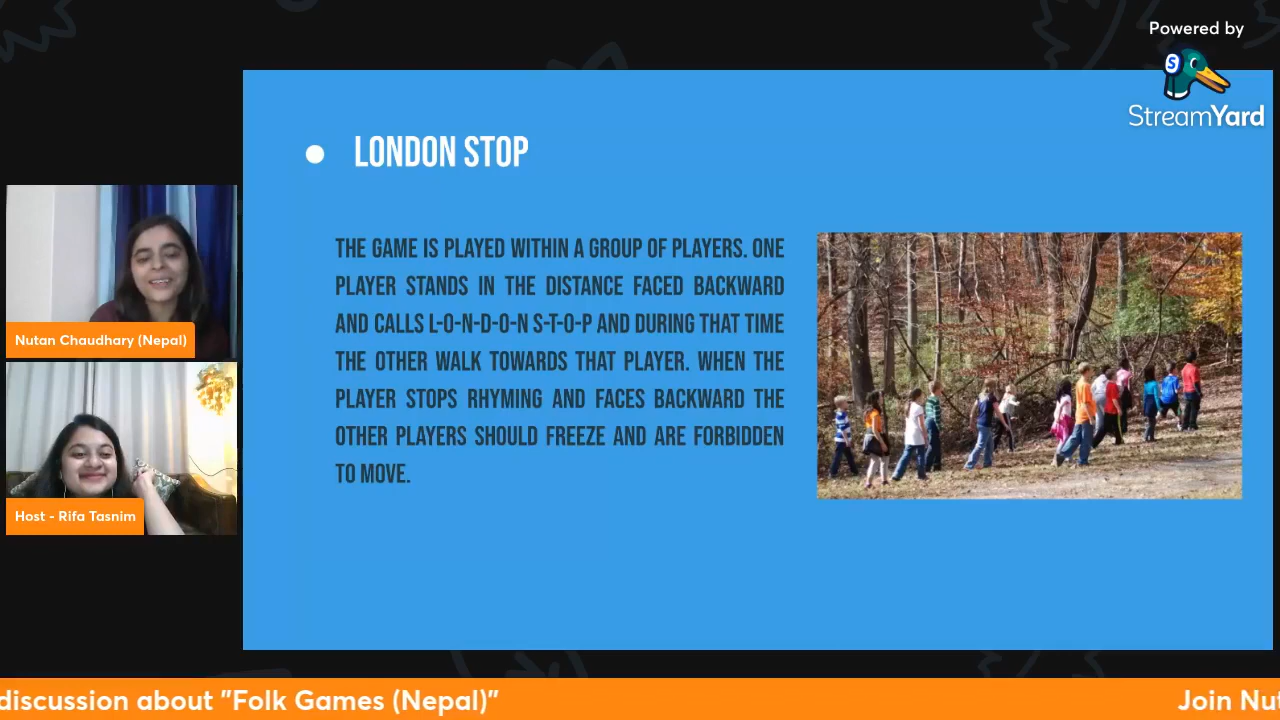 Powered by
StreamYard
LONDON STOP
THE GAME IS PLAYED WITHIN A GROUP OF PLAYERS. ONE
PLAYER STANDS IN THE DISTANCE FACED BACKWARD
AND CALLS L-O-N-D-O-N S-T-O-P AND DURING THAT TIME
THE OTHER WALK TOWARDS THAT PLAYER. WHEN THE
PLAYER STOPS RHYMING AND FACES BACKWARD THE
OTHER PLAYERS SHOULD FREEZE AND ARE FORBIDDEN
TO MOVE.
Nutan Chaudhary (Nepal)
Host - Rifa Tasnim
discussion about "Folk Games (Nepal)"
Join